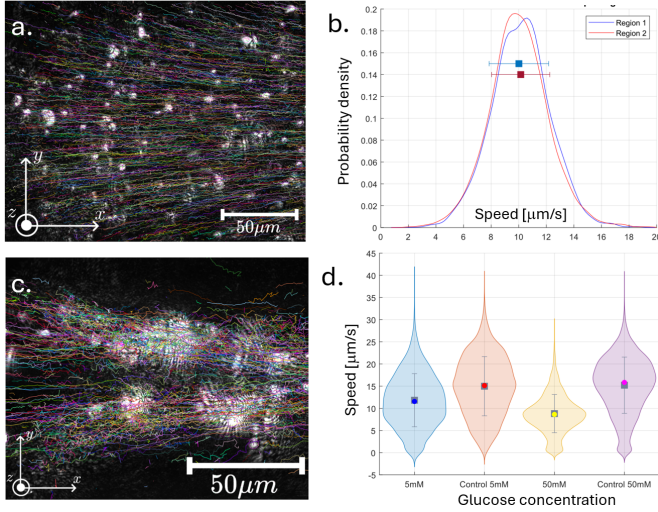 a.
y
z
x
50μm
b.
Region 1
Region 2
0.2
0.18
0.16
0.14
0.12
0.1
0.08
0.06
0.04
0.02
0
Probability density
Speed [μm/s]
0 2 4 6 8 10 12 14 16 18 20
c.
y
z
x
50μm
d.
45
40
35
30
25
20
15
10
5
0
-5
Speed [μm/s]
5mM Control 5mM 50mM Control 50mM
Glucose concentration